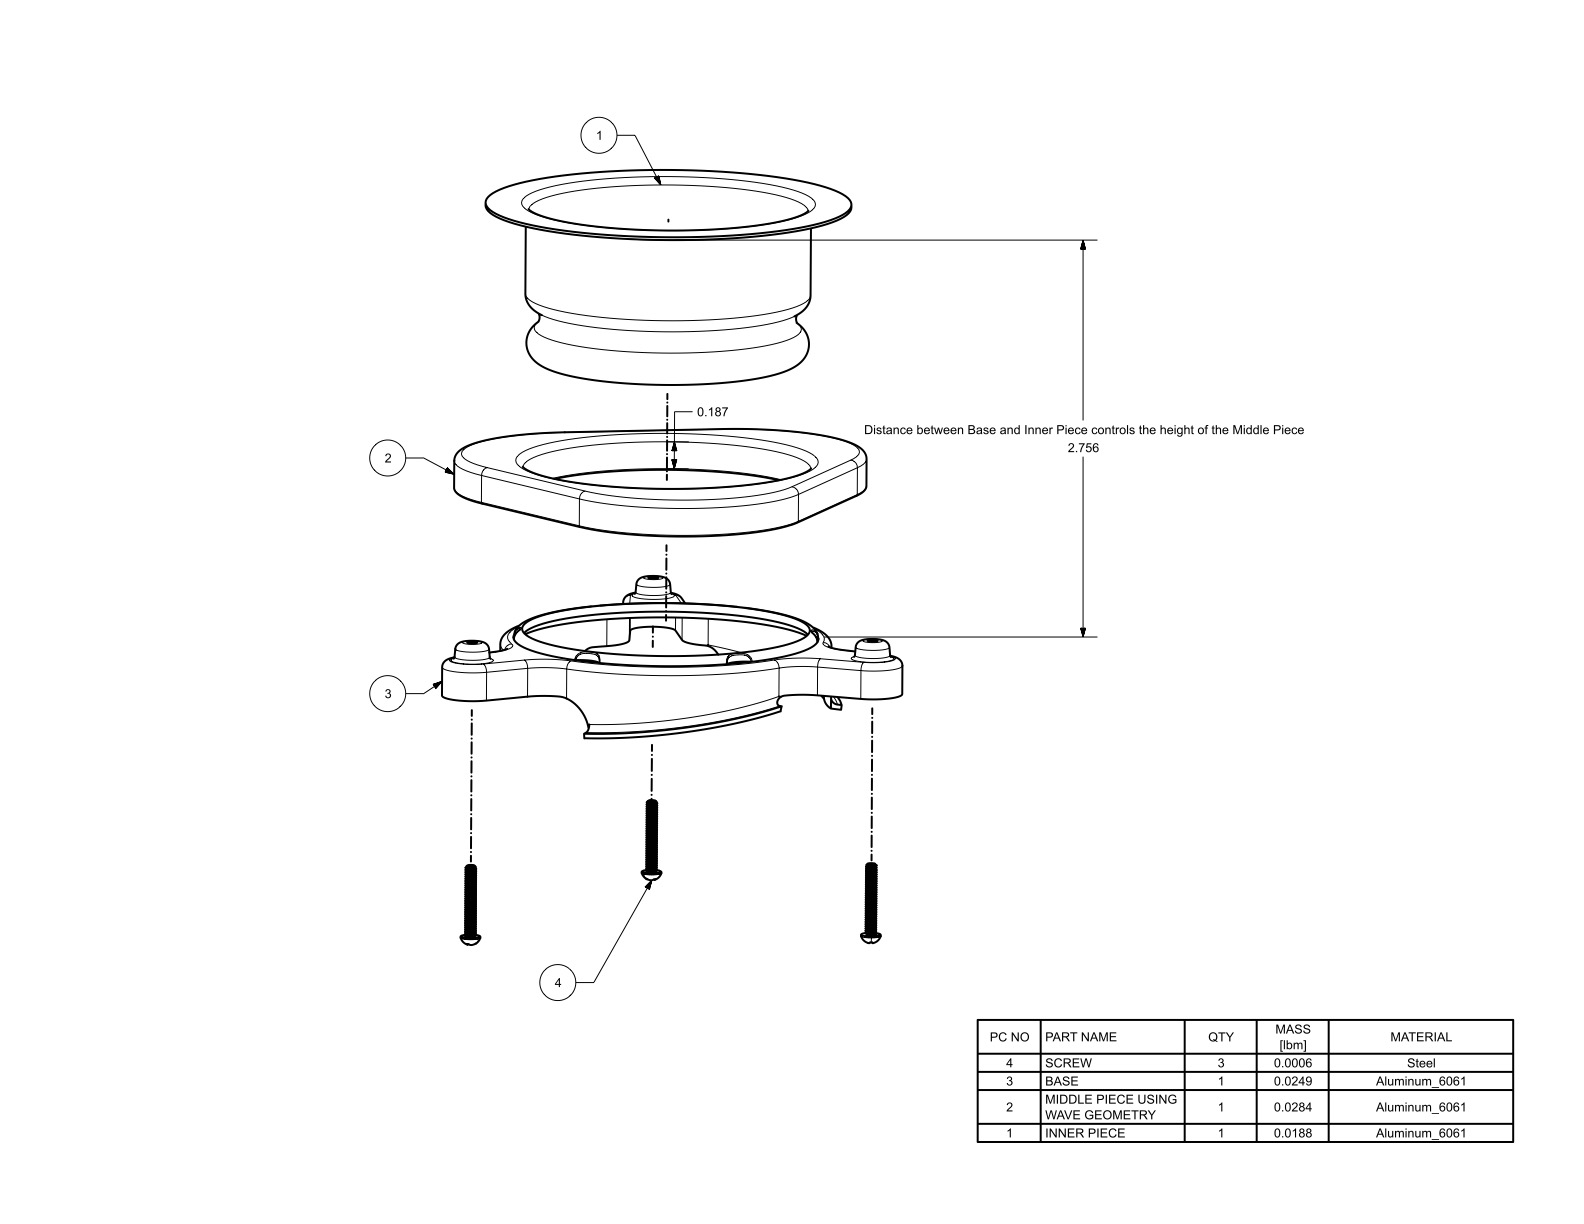 1
0.187
Distance between Base and Inner Piece controls the height of the Middle Piece
2.756
2
3
4
PC NO PART NAME QTY MASS [lbm] MATERIAL
4 SCREW 3 0.0006 Steel
3 BASE 1 0.0249 Aluminum_6061
2 MIDDLE PIECE USING WAVE GEOMETRY 1 0.0284 Aluminum_6061
1 INNER PIECE 1 0.0188 Aluminum_6061